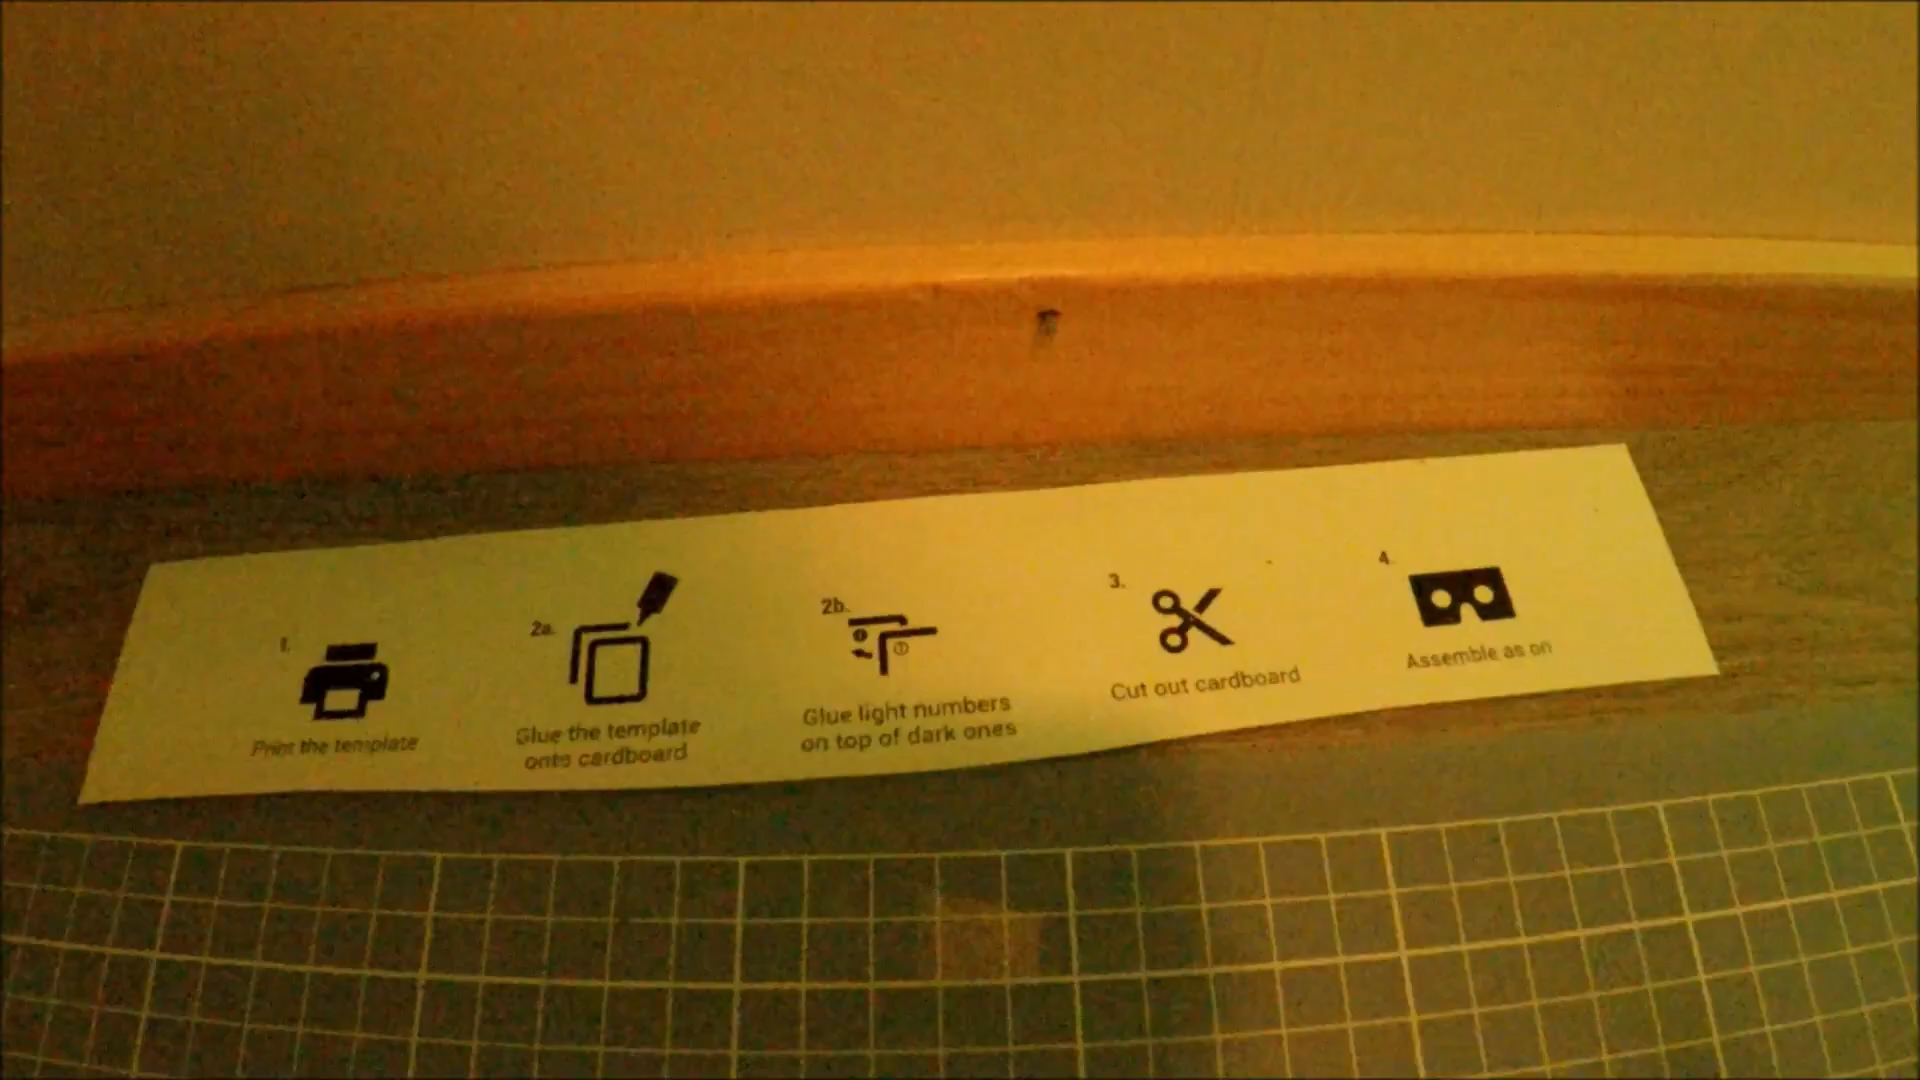 1.
Print the template
2a.
Glue the template
onto cardboard
2b.
Glue light numbers
on top of dark ones
3.
Cut out cardboard
4.
Assemble as on